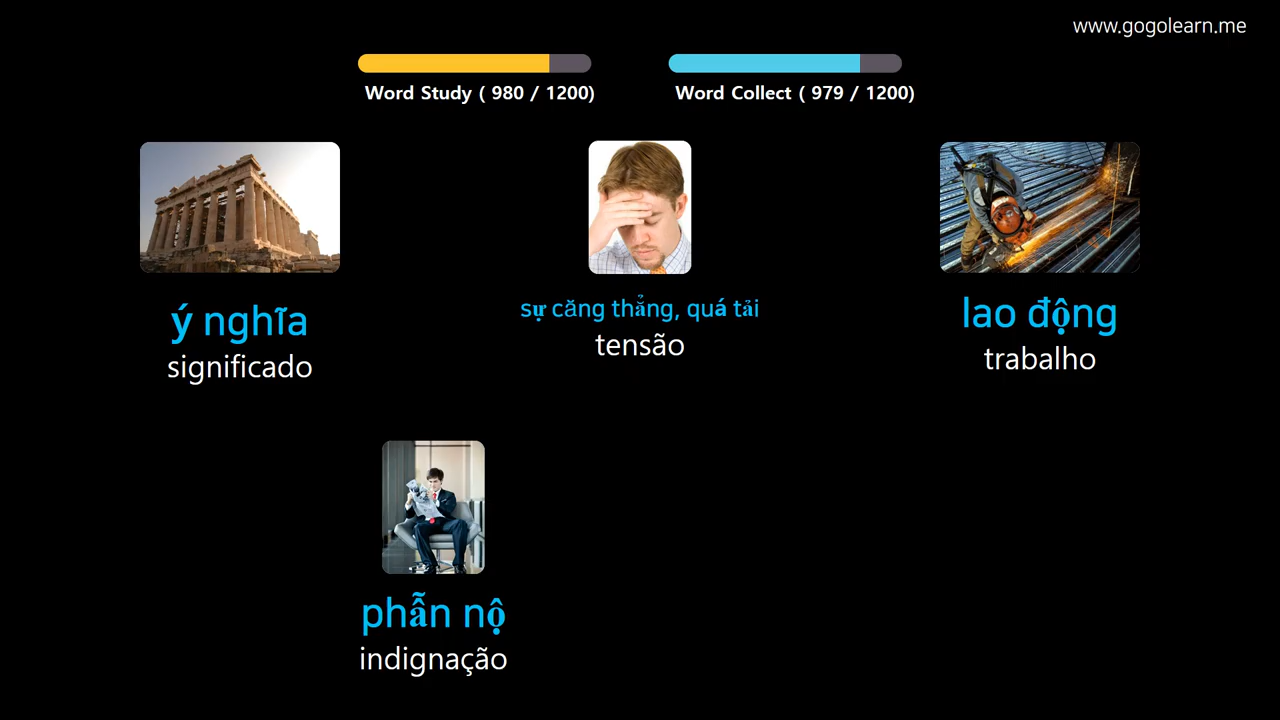 www.gogolearn.me
Word Study ( 980 / 1200)
Word Collect ( 979 / 1200)
ý nghĩa
significado
sự căng thẳng, quá tải
tensão
lao động
trabalho
phẫn nộ
indignação